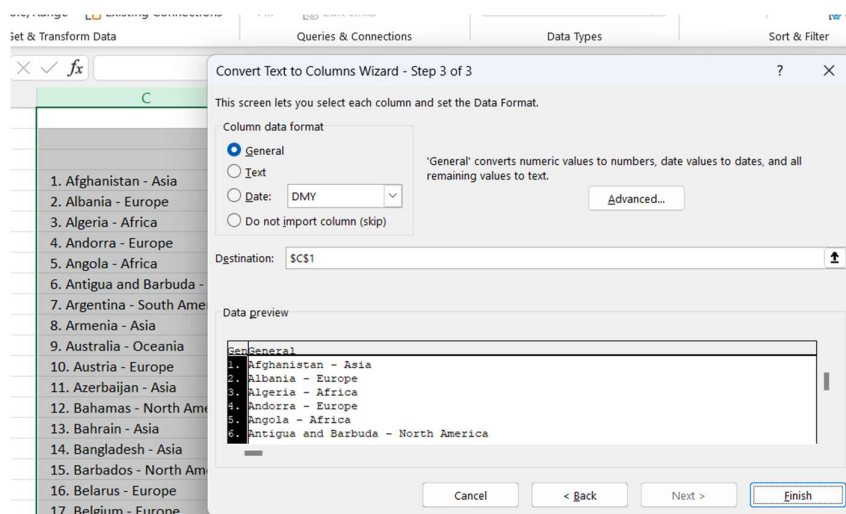 Get & Transform Data
Queries & Connections
Data Types
Sort & Filter
fx
C
1. Afghanistan - Asia
2. Albania - Europe
3. Algeria - Africa
4. Andorra - Europe
5. Angola - Africa
6. Antigua and Barbuda -
7. Argentina - South Ame
8. Armenia - Asia
9. Australia - Oceania
10. Austria - Europe
11. Azerbaijan - Asia
12. Bahamas - North Ame
13. Bahrain - Asia
14. Bangladesh - Asia
15. Barbados - North Am
16. Belarus - Europe
17. Belgium - Europe
Convert Text to Columns Wizard - Step 3 of 3
?
This screen lets you select each column and set the Data Format.
Column data format
General
Text
Date: DMY
Do not import column (skip)
'General' converts numeric values to numbers, date values to dates, and all
remaining values to text.
Advanced...
Destination: $C$1
Data preview
GenGeneral
1. Afghanistan - Asia
2. Albania - Europe
3. Algeria - Africa
4. Andorra - Europe
5. Angola - Africa
6. Antigua and Barbuda - North America
Cancel
< Back
Next >
Finish